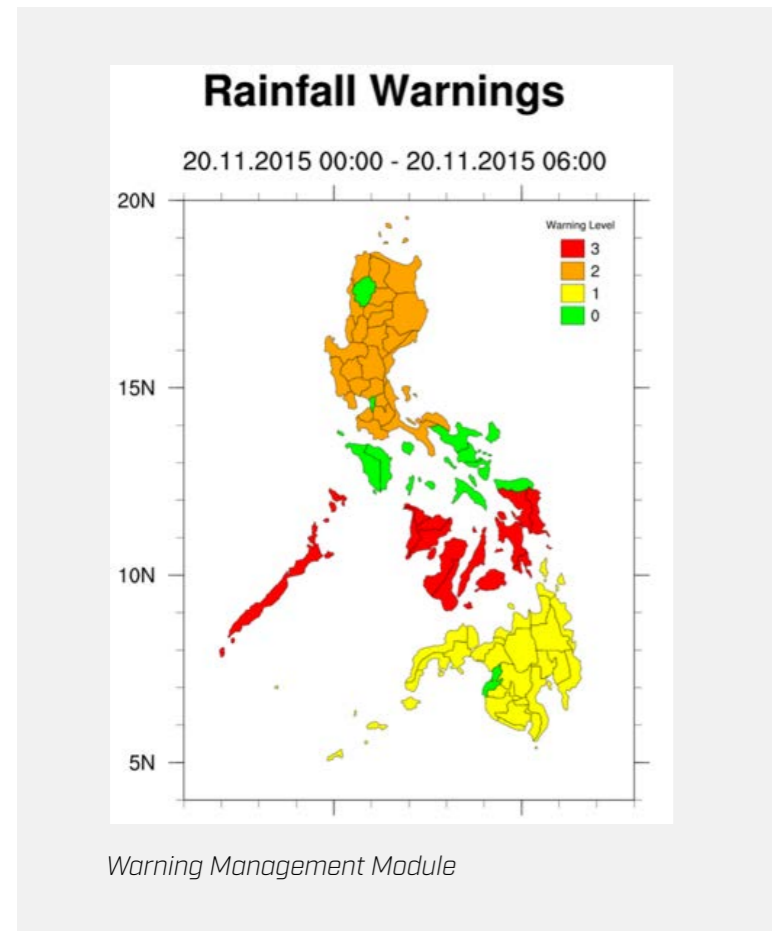 Rainfall Warnings
20.11.2015 00:00 - 20.11.2015 06:00
20N
Warning Level
3
2
1
0
15N
10N
5N
Warning Management Module